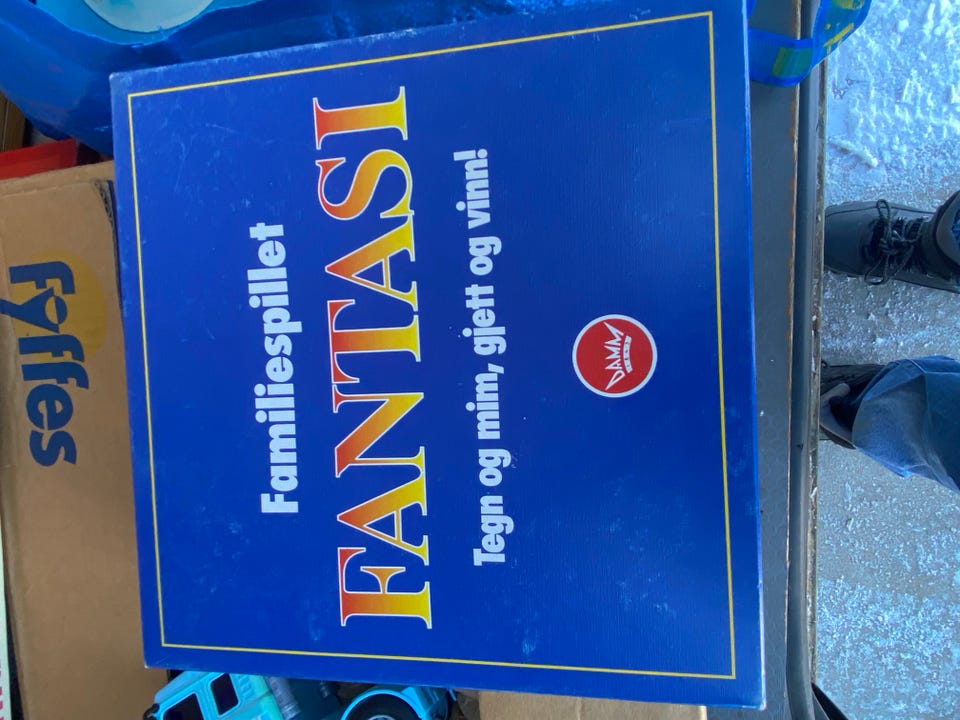 Familiespillet
FANTASI
Tegn og mim, gjett og vinn!
DAMM
fyffes